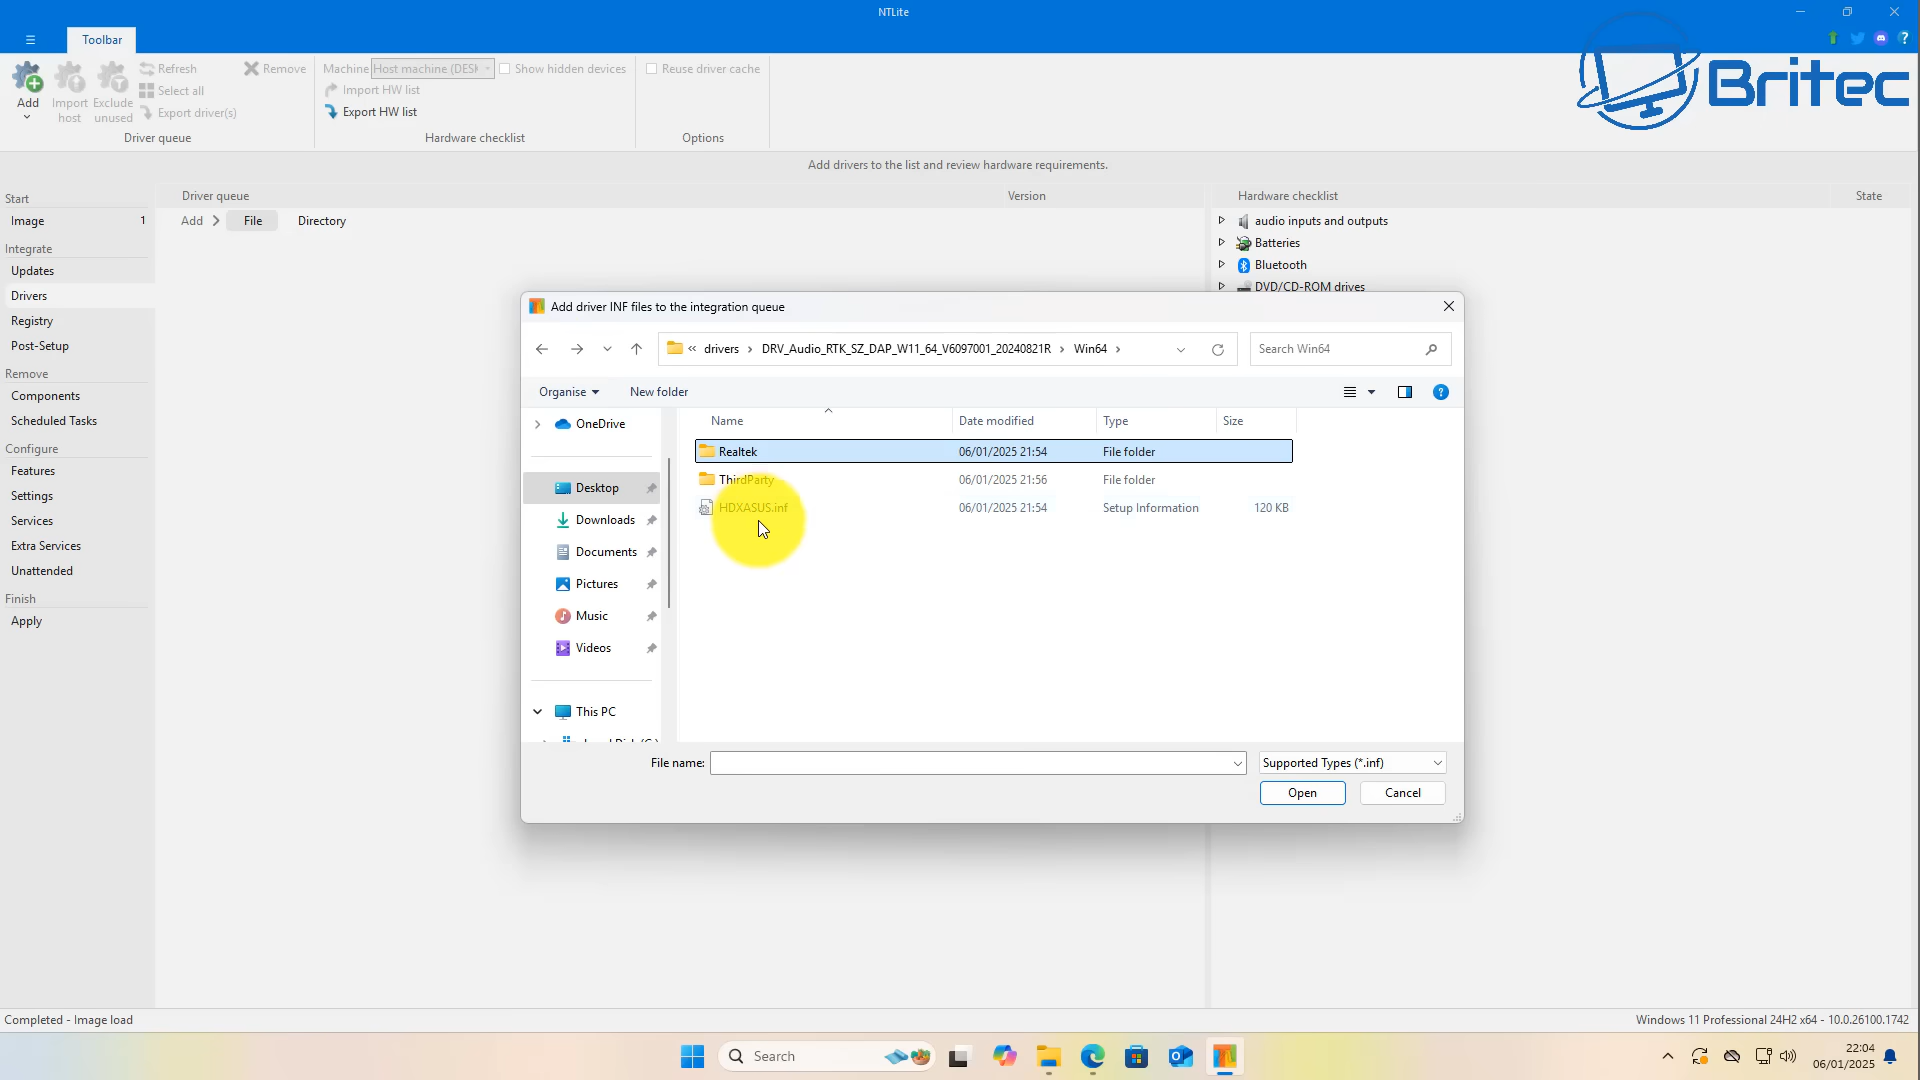 NTLite
Toolbar
Add
Import host
Exclude unused
Refresh
Select all
Export driver(s)
Remove
Driver queue
Machine Host machine (DESK
Show hidden devices
Import HW list
Export HW list
Hardware checklist
Reuse driver cache
Options
Britec
Add drivers to the list and review hardware requirements.
Start
Image 1
Integrate
Updates
Drivers
Registry
Post-Setup
Remove
Components
Scheduled Tasks
Configure
Features
Settings
Services
Extra Services
Unattended
Finish
Apply
Driver queue Version
Add File Directory
Hardware checklist State
audio inputs and outputs
Batteries
Bluetooth
DVD/CD-ROM drives
Add driver INF files to the integration queue
« drivers › DRV_Audio_RTK_SZ_DAP_W11_64_V6097001_20240821R › Win64 ›
Search Win64
Organise New folder
OneDrive
Desktop
Downloads
Documents
Pictures
Music
Videos
This PC
Name Date modified Type Size
Realtek 06/01/2025 21:54 File folder
ThirdParty 06/01/2025 21:56 File folder
HDXASUS.inf 06/01/2025 21:54 Setup Information 120 KB
File name:
Supported Types (*.inf)
Open Cancel
Completed - Image load
Windows 11 Professional 24H2 x64 - 10.0.26100.1742
Search
22:04
06/01/2025